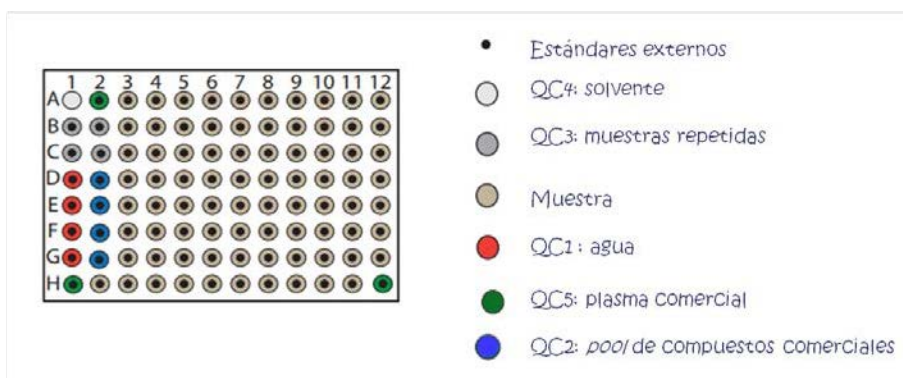 1 2 3 4 5 6 7 8 9 10 11 12
A
B
C
D
E
F
G
H
Estándares externos
QC4: solvente
QC3: muestras repetidas
Muestra
QC1: agua
QC5: plasma comercial
QC2: pool de compuestos comerciales